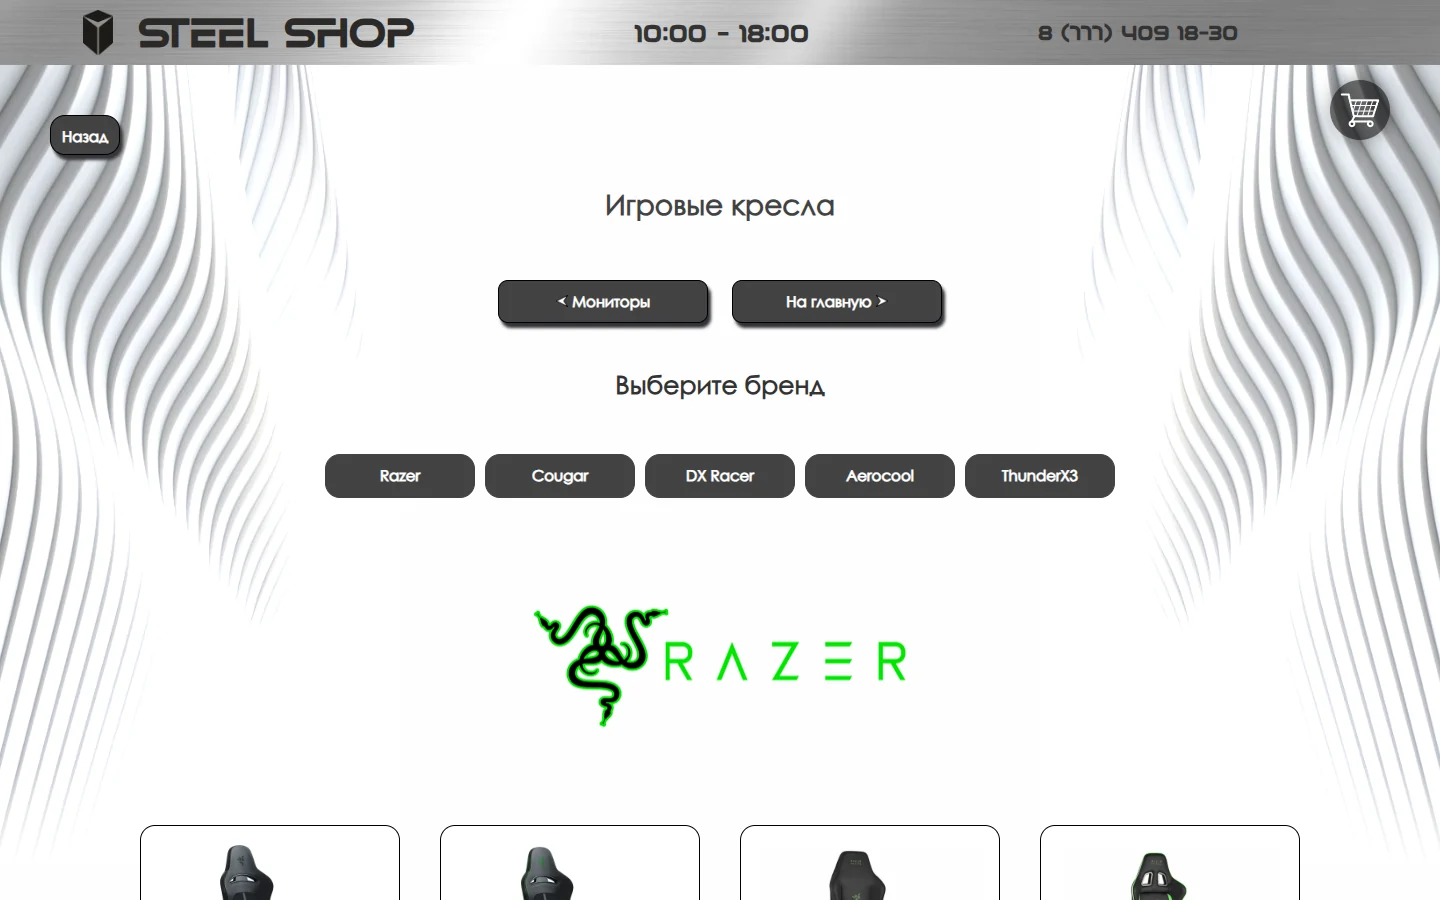 STEEL SHOP
10:00 - 18:00
8 (777) 409 18-30
Назад
Игровые кресла
< Мониторы
На главную >
Выберите бренд
Razer
Cougar
DX Racer
Aerocool
ThunderX3
RAZER